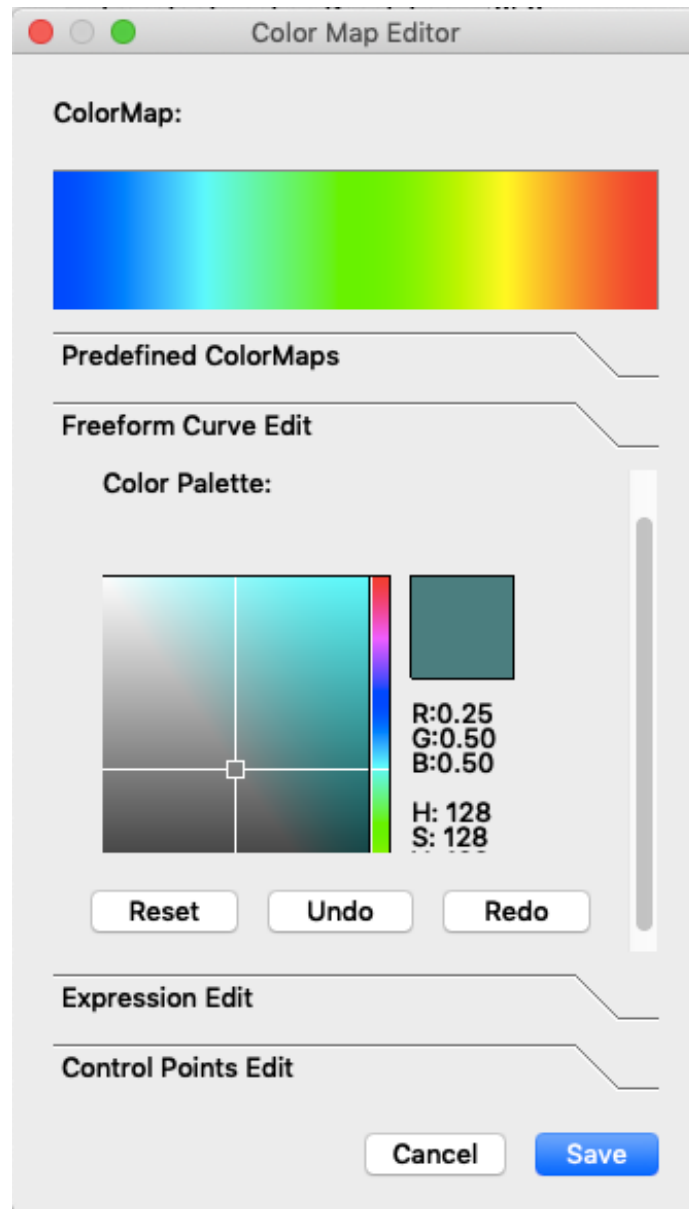 Color Map Editor
ColorMap:
Predefined ColorMaps
Freeform Curve Edit
Color Palette:
R:0.25
G:0.50
B:0.50
H: 128
S: 128
Reset Undo Redo
Expression Edit
Control Points Edit
Cancel Save